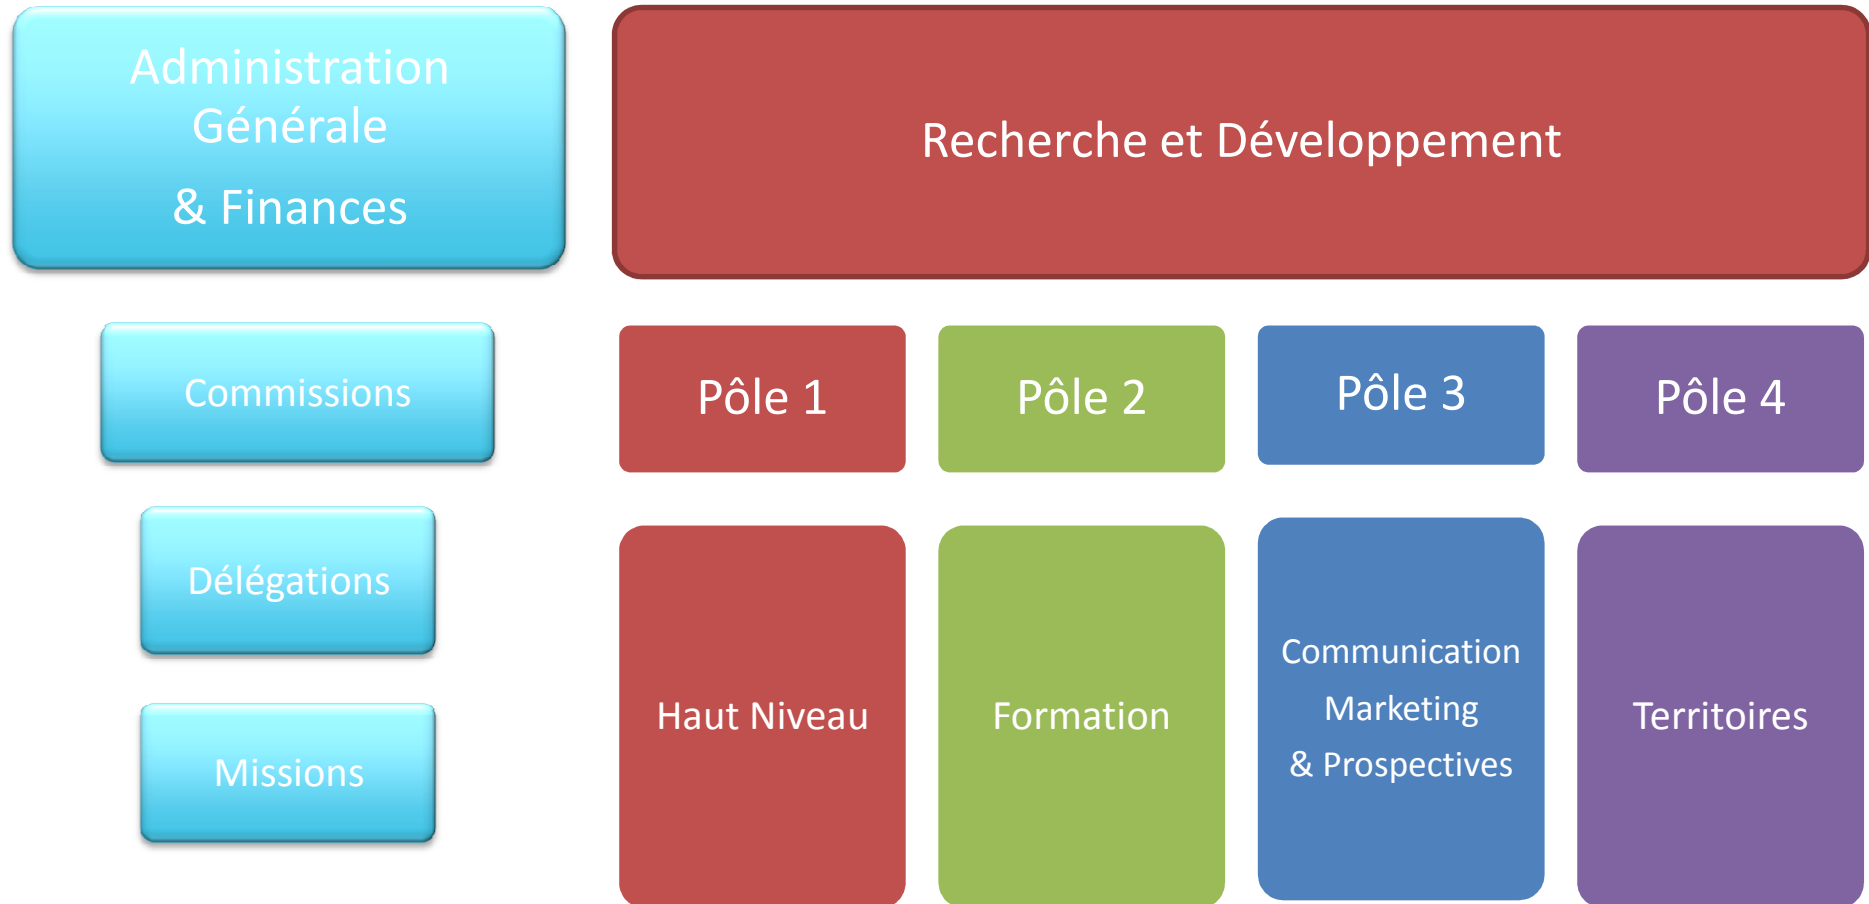 Administration
Générale
& Finances
Recherche et Développement
Commissions
Pôle 1
Pôle 2
Pôle 3
Pôle 4
Délégations
Missions
Haut Niveau
Formation
Communication
Marketing
& Prospectives
Territoires